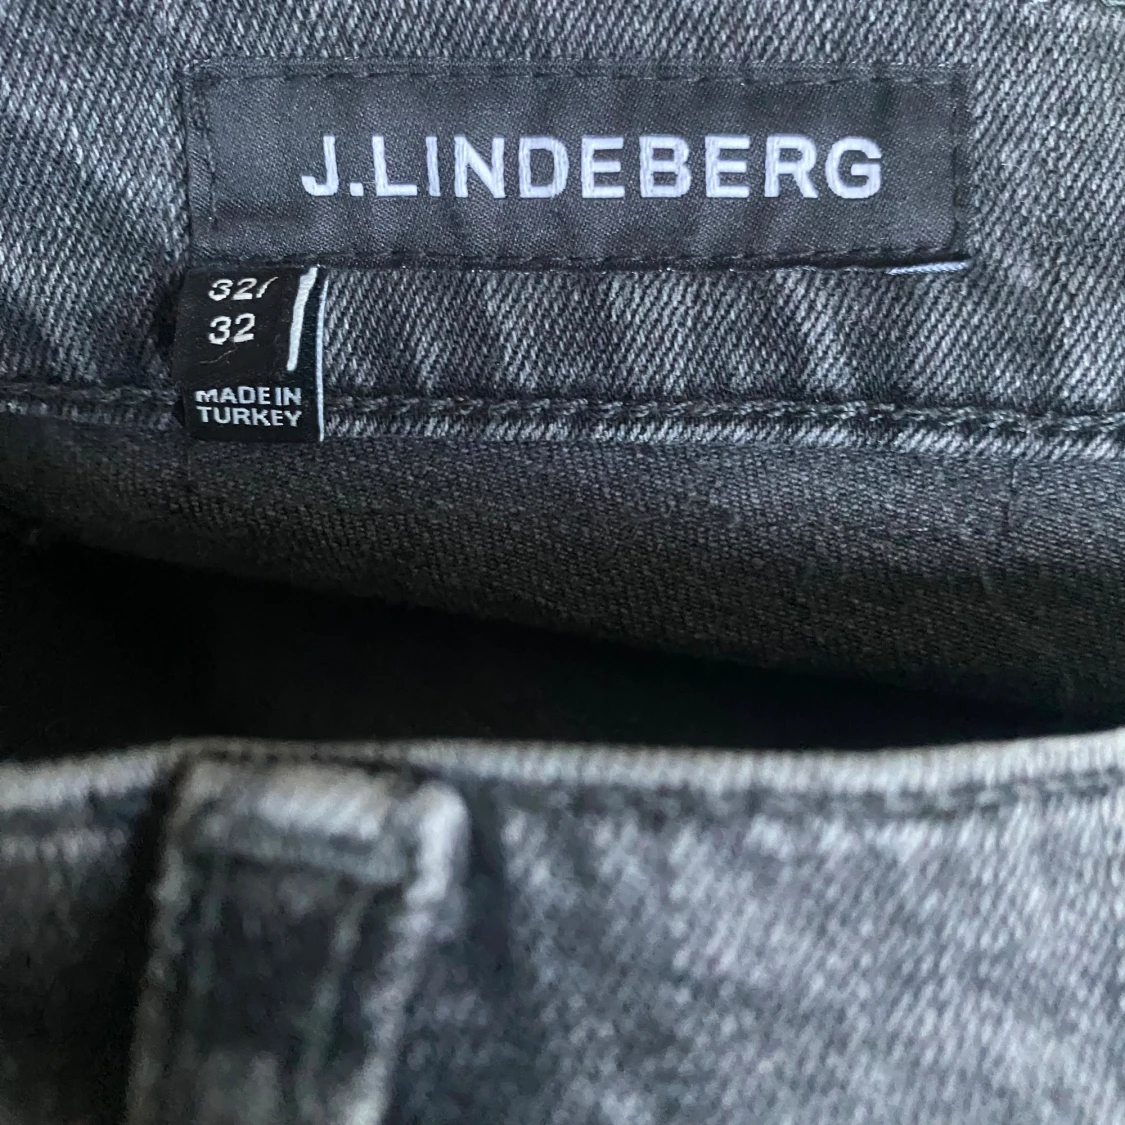 J.LINDEBERG
32/
32
MADE IN
TURKEY